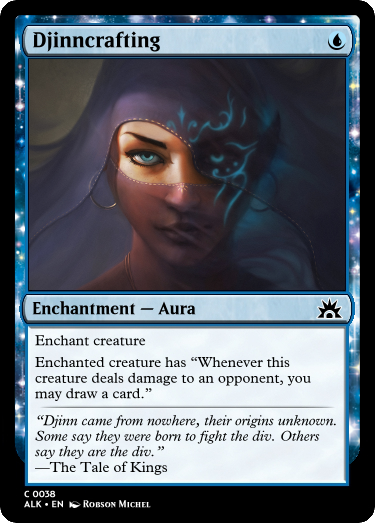 Djinncrafting
Enchantment — Aura
Enchant creature
Enchanted creature has “Whenever this
creature deals damage to an opponent, you
may draw a card.”
“Djinn came from nowhere, their origins unknown.
Some say they were born to fight the div. Others
say they are the div.”
—The Tale of Kings
C 0038
ALK • EN Robson Michel